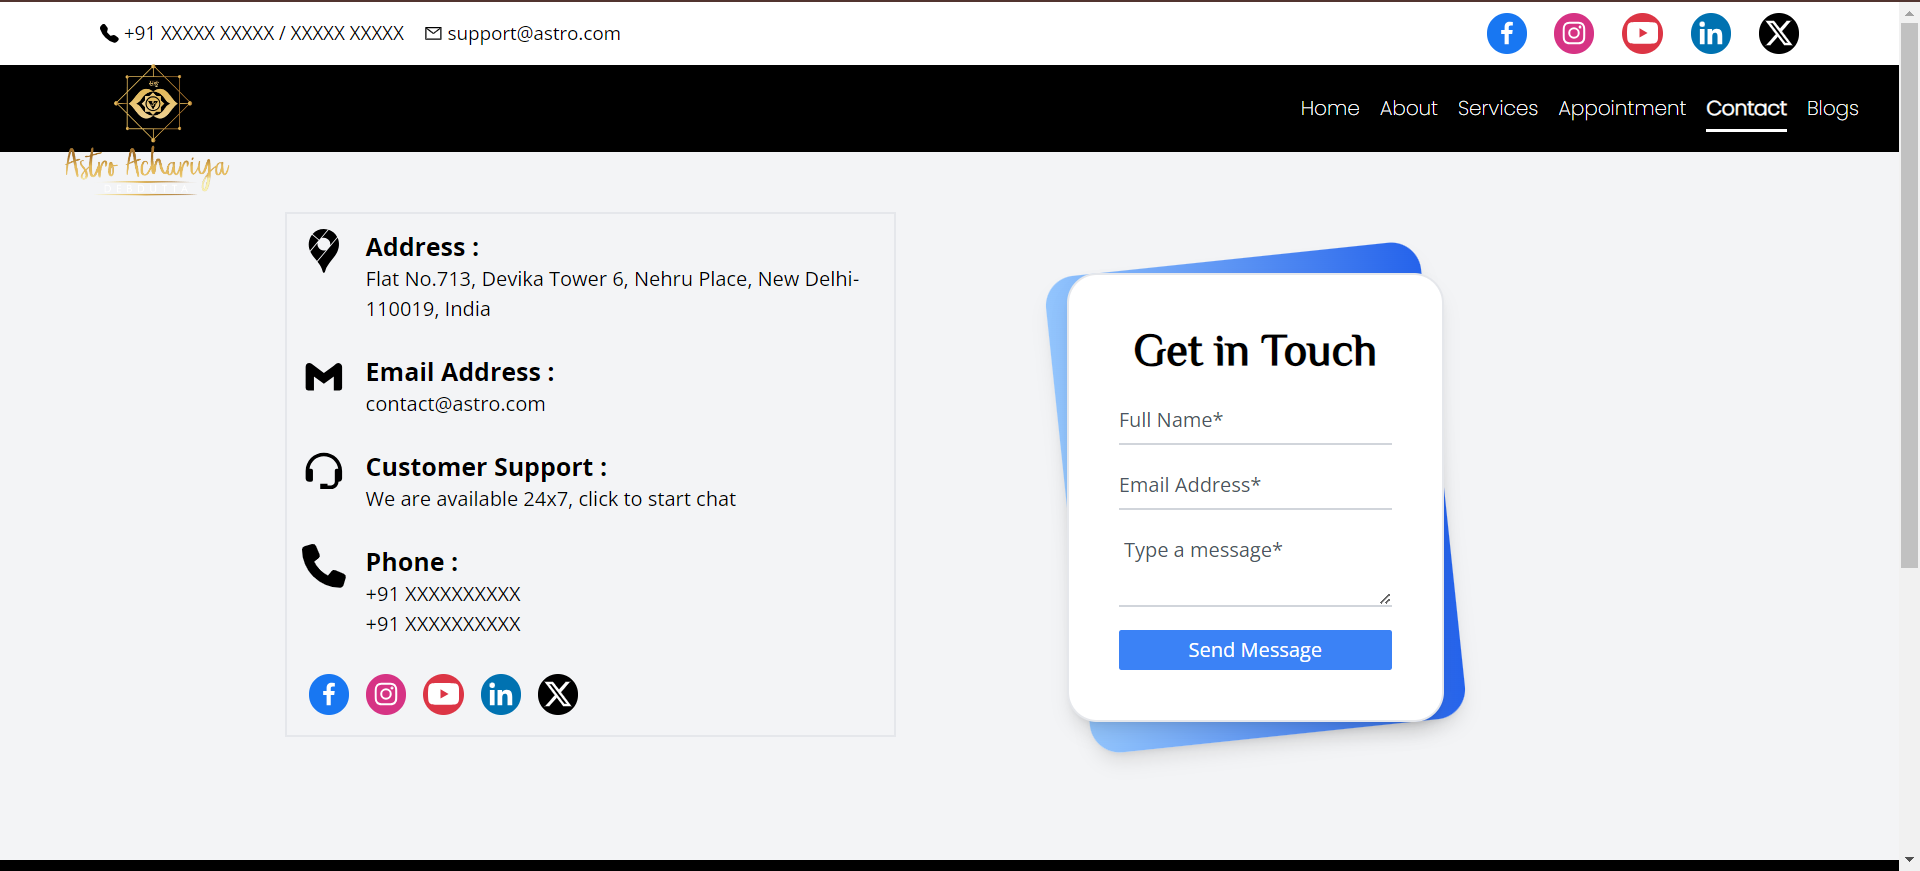 +91 XXXXX XXXXX / XXXXX XXXXX support@astro.com
Home About Services Appointment Contact Blogs
Astro Achariya
Address :
Flat No.713, Devika Tower 6, Nehru Place, New Delhi-
110019, India
Email Address :
contact@astro.com
Customer Support :
We are available 24x7, click to start chat
Phone :
+91 XXXXXXXXXX
+91 XXXXXXXXXX
Get in Touch
Full Name*
Email Address*
Type a message*
Send Message